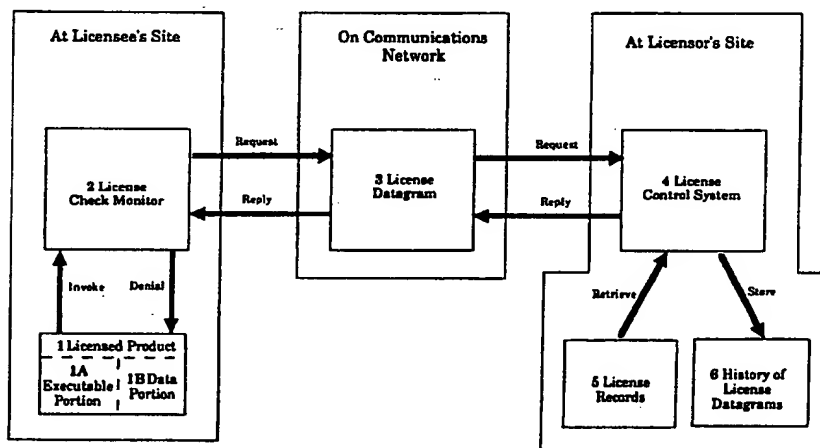 At Licensee's Site
On Communications
Network
At Licensor's Site
Request
Request
2 License
Check Monitor
3 License
Datagram
4 License
Control System
Reply
Reply
Invoke
Denial
Retrieve
Store
1 Licensed Product
1A
Executable
Portion
1B Data
Portion
5 License
Records
6 History of
License
Datagrams